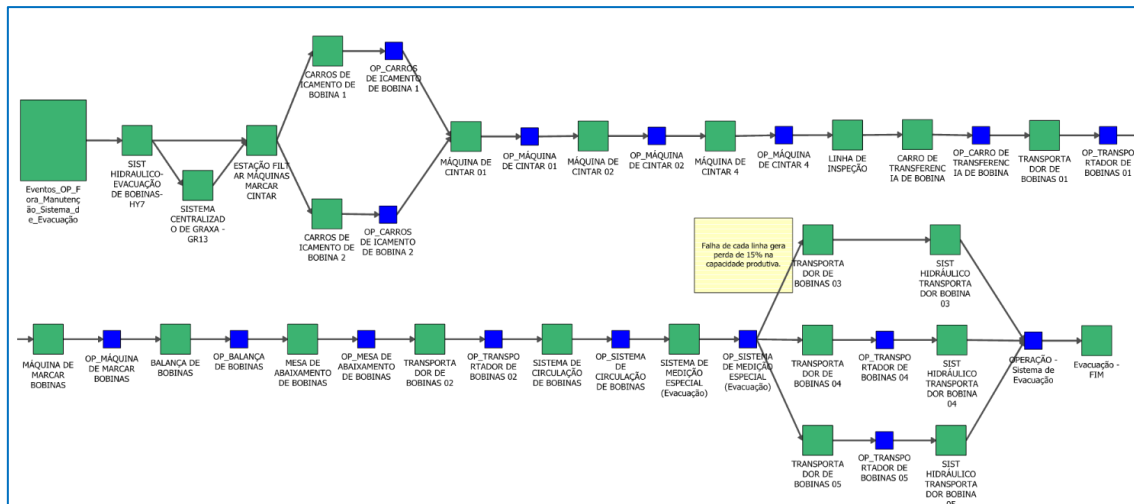 CARROS DE
ICAMENTO DE
BOBINA 1
OP_CARROS
DE ICAMENTO
DE BOBINA 1
Eventos_OP_F
ora_Manutenç
ão_Sistema_d
e_Evacuação
SIST
HIDRAULICO-
EVACUAÇÃO
DE BOBINAS-
HY7
SISTEMA
CENTRALIZAD
O DE GRAXA -
GR13
ESTAÇÃO FILT
AR MÁQUINAS
MARCAR
CINTAR
CARROS DE
ICAMENTO DE
BOBINA 2
OP_CARROS
DE ICAMENTO
DE BOBINA 2
MÁQUINA DE
CINTAR 01
OP_MÁQUINA
DE CINTAR 01
MÁQUINA DE
CINTAR 02
OP_MÁQUINA
DE CINTAR 02
MÁQUINA DE
CINTAR 4
OP_MÁQUINA
DE CINTAR 4
LINHA DE
INSPEÇÃO
CARRO DE
TRANSFERENC
IA DE BOBINA
OP_CARRO DE
TRANSFERENC
IA DE BOBINA
TRANSPORTA
DOR DE
BOBINAS 01
OP_TRANSPO
RTADOR DE
BOBINAS 01
Falha de cada linha gera
perda de 15% na
capacidade produtiva.
MÁQUINA DE
MARCAR
BOBINAS
OP_MÁQUINA
DE MARCAR
BOBINAS
BALANÇA DE
BOBINAS
OP_BALANÇA
DE BOBINAS
MESA DE
ABAIXAMENTO
DE BOBINAS
OP_MESA DE
ABAIXAMENTO
DE BOBINAS
TRANSPORTA
DOR DE
BOBINAS 02
OP_TRANSPO
RTADOR DE
BOBINAS 02
SISTEMA DE
CIRCULAÇÃO
DE BOBINAS
OP_SISTEMA
DE
CIRCULAÇÃO
DE BOBINAS
SISTEMA DE
MEDIÇÃO
ESPECIAL
(Evacuação)
OP_SISTEMA
DE MEDIÇÃO
ESPECIAL
(Evacuação)
TRANSPORTA
DOR DE
BOBINAS 03
SIST
HIDRÁULICO
TRANSPORTA
DOR BOBINA
03
TRANSPORTA
DOR DE
BOBINAS 04
OP_TRANSPO
RTADOR DE
BOBINAS 04
SIST
HIDRÁULICO
TRANSPORTA
DOR BOBINA
04
TRANSPORTA
DOR DE
BOBINAS 05
OP_TRANSPO
RTADOR DE
BOBINAS 05
SIST
HIDRÁULICO
TRANSPORTA
DOR BOBINA
OPERAÇÃO -
Sistema de
Evacuação
Evacuação -
FIM